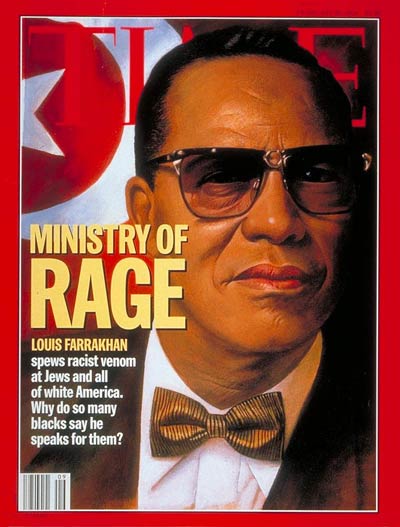 TIME
MINISTRY OF
RAGE
LOUIS FARRAKHAN
spews racist venom
at Jews and all
of white America.
Why do so many
blacks say he
speaks for them?
09